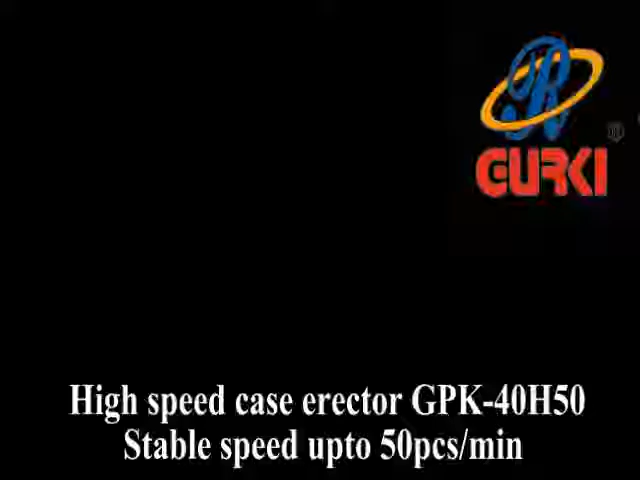 R
®
GURKI
High speed case erector GPK-40H50
Stable speed upto 50pcs/min